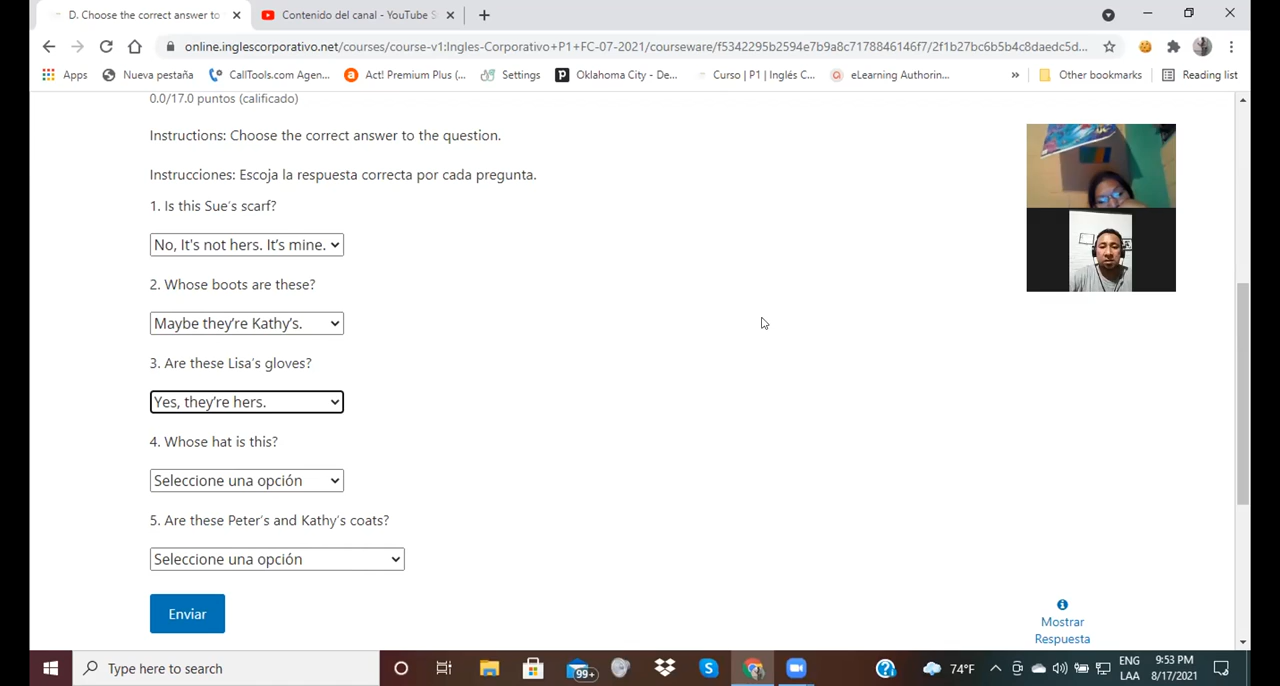 D. Choose the correct answer to
Contenido del canal - YouTube S
online.inglescorporativo.net/courses/course-v1:Ingles-Corporativo+P1+FC-07-2021/courseware/f5342295b2594e7b9a8c7178846146f7/2f1b27bc6b5b4c8daedc5d...
Apps Nueva pestaña CallTools.com Agen... Act! Premium Plus (... Settings Oklahoma City - De... Curso | P1 | Inglés C... eLearning Authorin... » Other bookmarks Reading list
0.0/17.0 puntos (calificado)
Instructions: Choose the correct answer to the question.
Instrucciones: Escoja la respuesta correcta por cada pregunta.
1. Is this Sue's scarf?
No, It's not hers. It’s mine.
2. Whose boots are these?
Maybe they’re Kathy’s.
3. Are these Lisa’s gloves?
Yes, they’re hers.
4. Whose hat is this?
Seleccione una opción
5. Are these Peter’s and Kathy’s coats?
Seleccione una opción
Enviar
Mostrar
Respuesta
Type here to search
99+
74°F
ENG
LAA
9:53 PM
8/17/2021